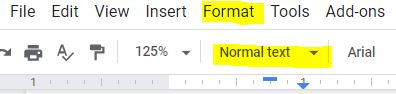 File Edit View Insert Format Tools Add-ons
125% Normal text Arial
1 1